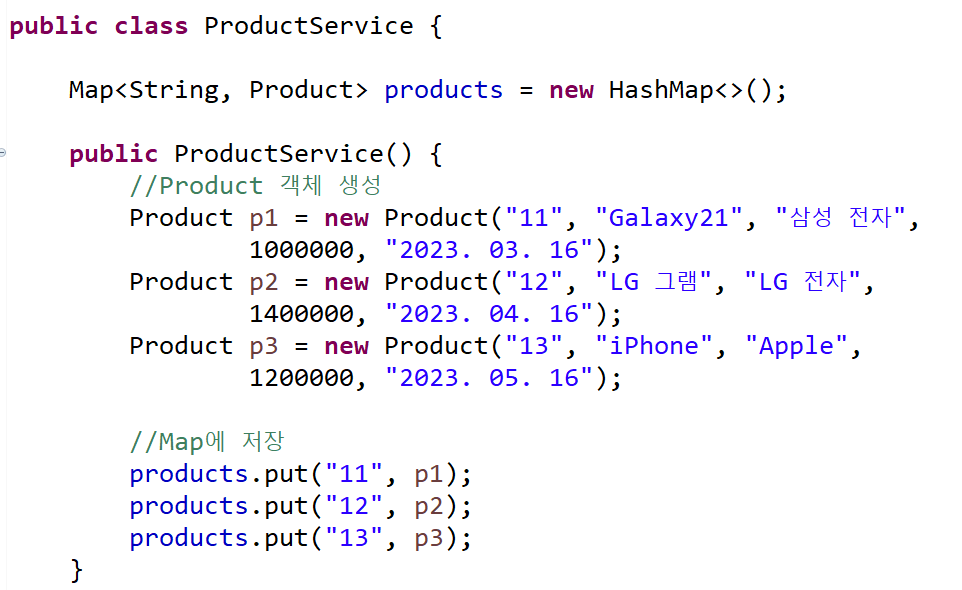 public class ProductService {
Map<String, Product> products = new HashMap<>();
public ProductService() {
//Product 객체 생성
Product p1 = new Product("11", "Galaxy21", "삼성 전자",
1000000, "2023. 03. 16");
Product p2 = new Product("12", "LG 그램", "LG 전자",
1400000, "2023. 04. 16");
Product p3 = new Product("13", "iPhone", "Apple",
1200000, "2023. 05. 16");
//Map에 저장
products.put("11", p1);
products.put("12", p2);
products.put("13", p3);
}